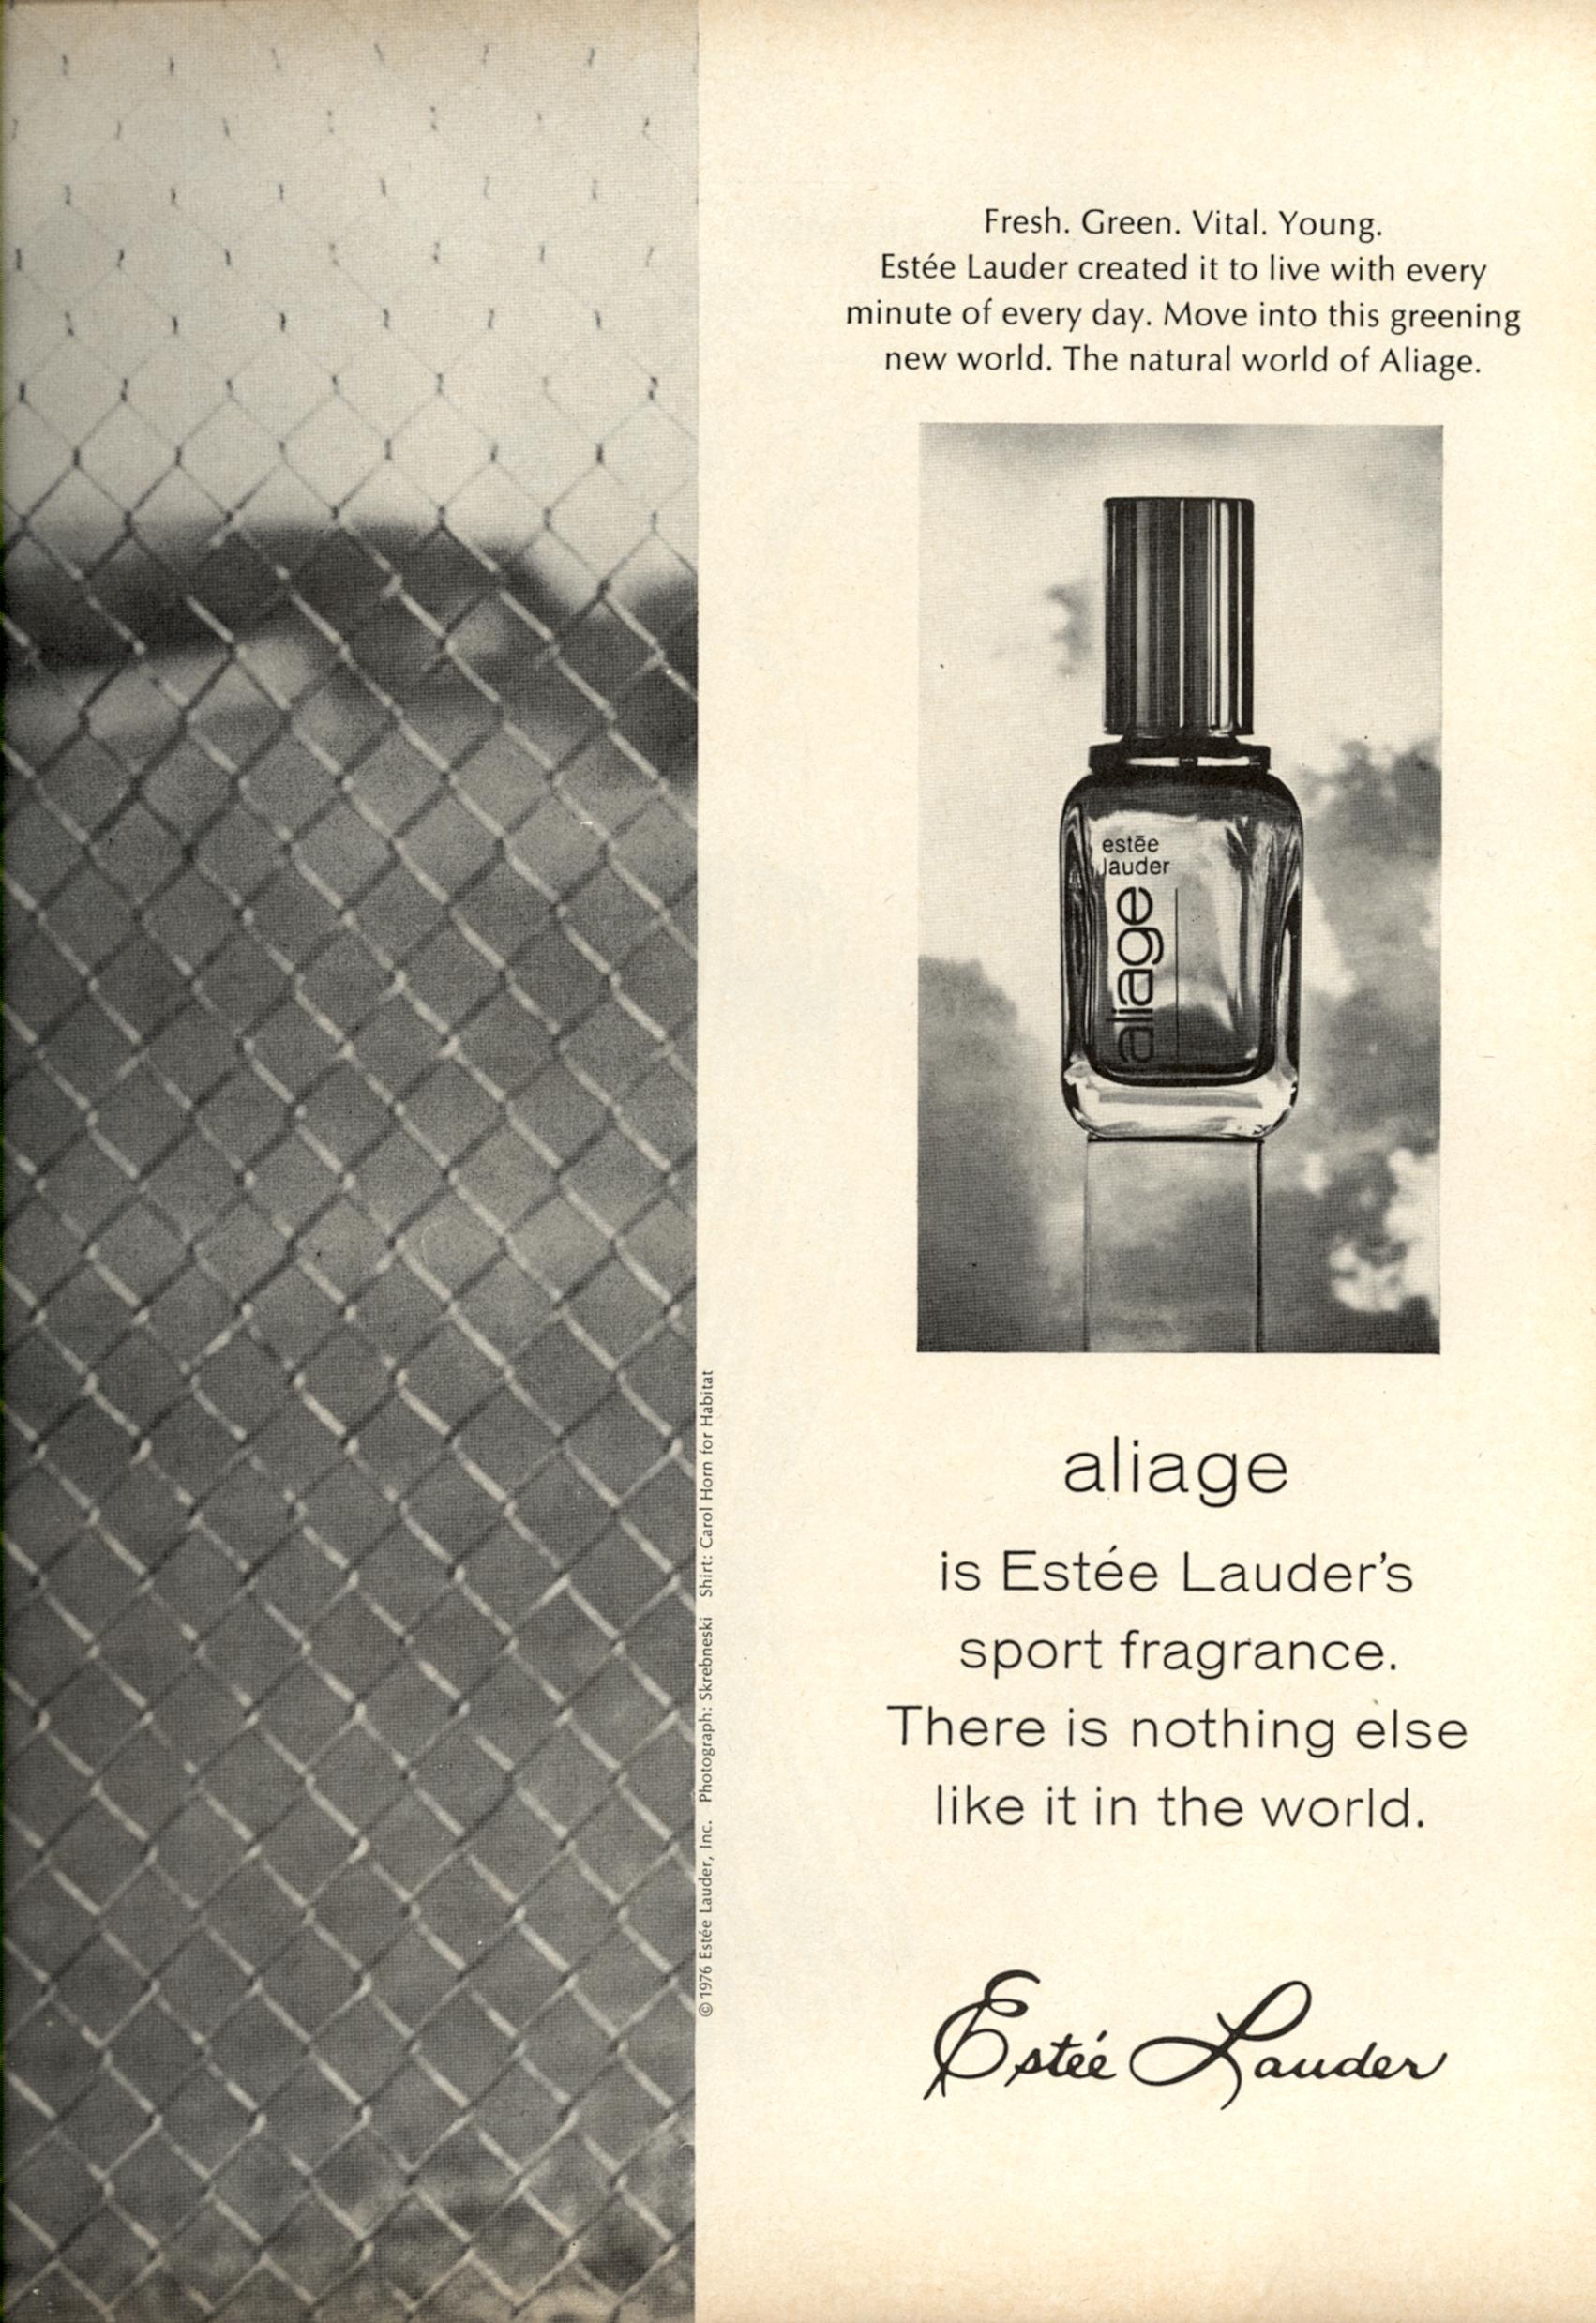 Fresh. Green. Vital. Young.
Estée Lauder created it to live with every
minute of every day. Move into this greening
new world. The natural world of Aliage.
estēe
lauder
aliage
aliage
is Estée Lauder's
sport fragrance.
There is nothing else
like it in the world.
Estée Lauder
©1976 Estée Lauder, Inc. Photograph: Skrebneski Shirt: Carol Horn for Habitat